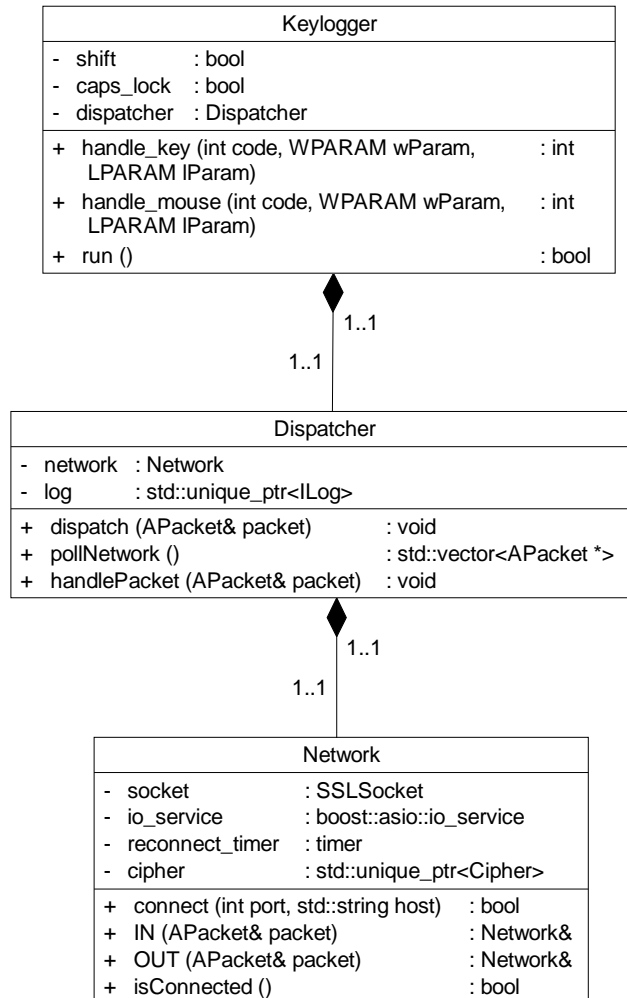 Keylogger
- shift : bool
- caps_lock : bool
- dispatcher : Dispatcher
+ handle_key (int code, WPARAM wParam, : int
LPARAM lParam)
+ handle_mouse (int code, WPARAM wParam, : int
LPARAM lParam)
+ run () : bool
1..1
1..1
Dispatcher
- network : Network
- log : std::unique_ptr<ILog>
+ dispatch (APacket& packet) : void
+ pollNetwork () : std::vector<APacket *>
+ handlePacket (APacket& packet) : void
1..1
1..1
Network
- socket : SSLSocket
- io_service : boost::asio::io_service
- reconnect_timer : timer
- cipher : std::unique_ptr<Cipher>
+ connect (int port, std::string host) : bool
+ IN (APacket& packet) : Network&
+ OUT (APacket& packet) : Network&
+ isConnected () : bool